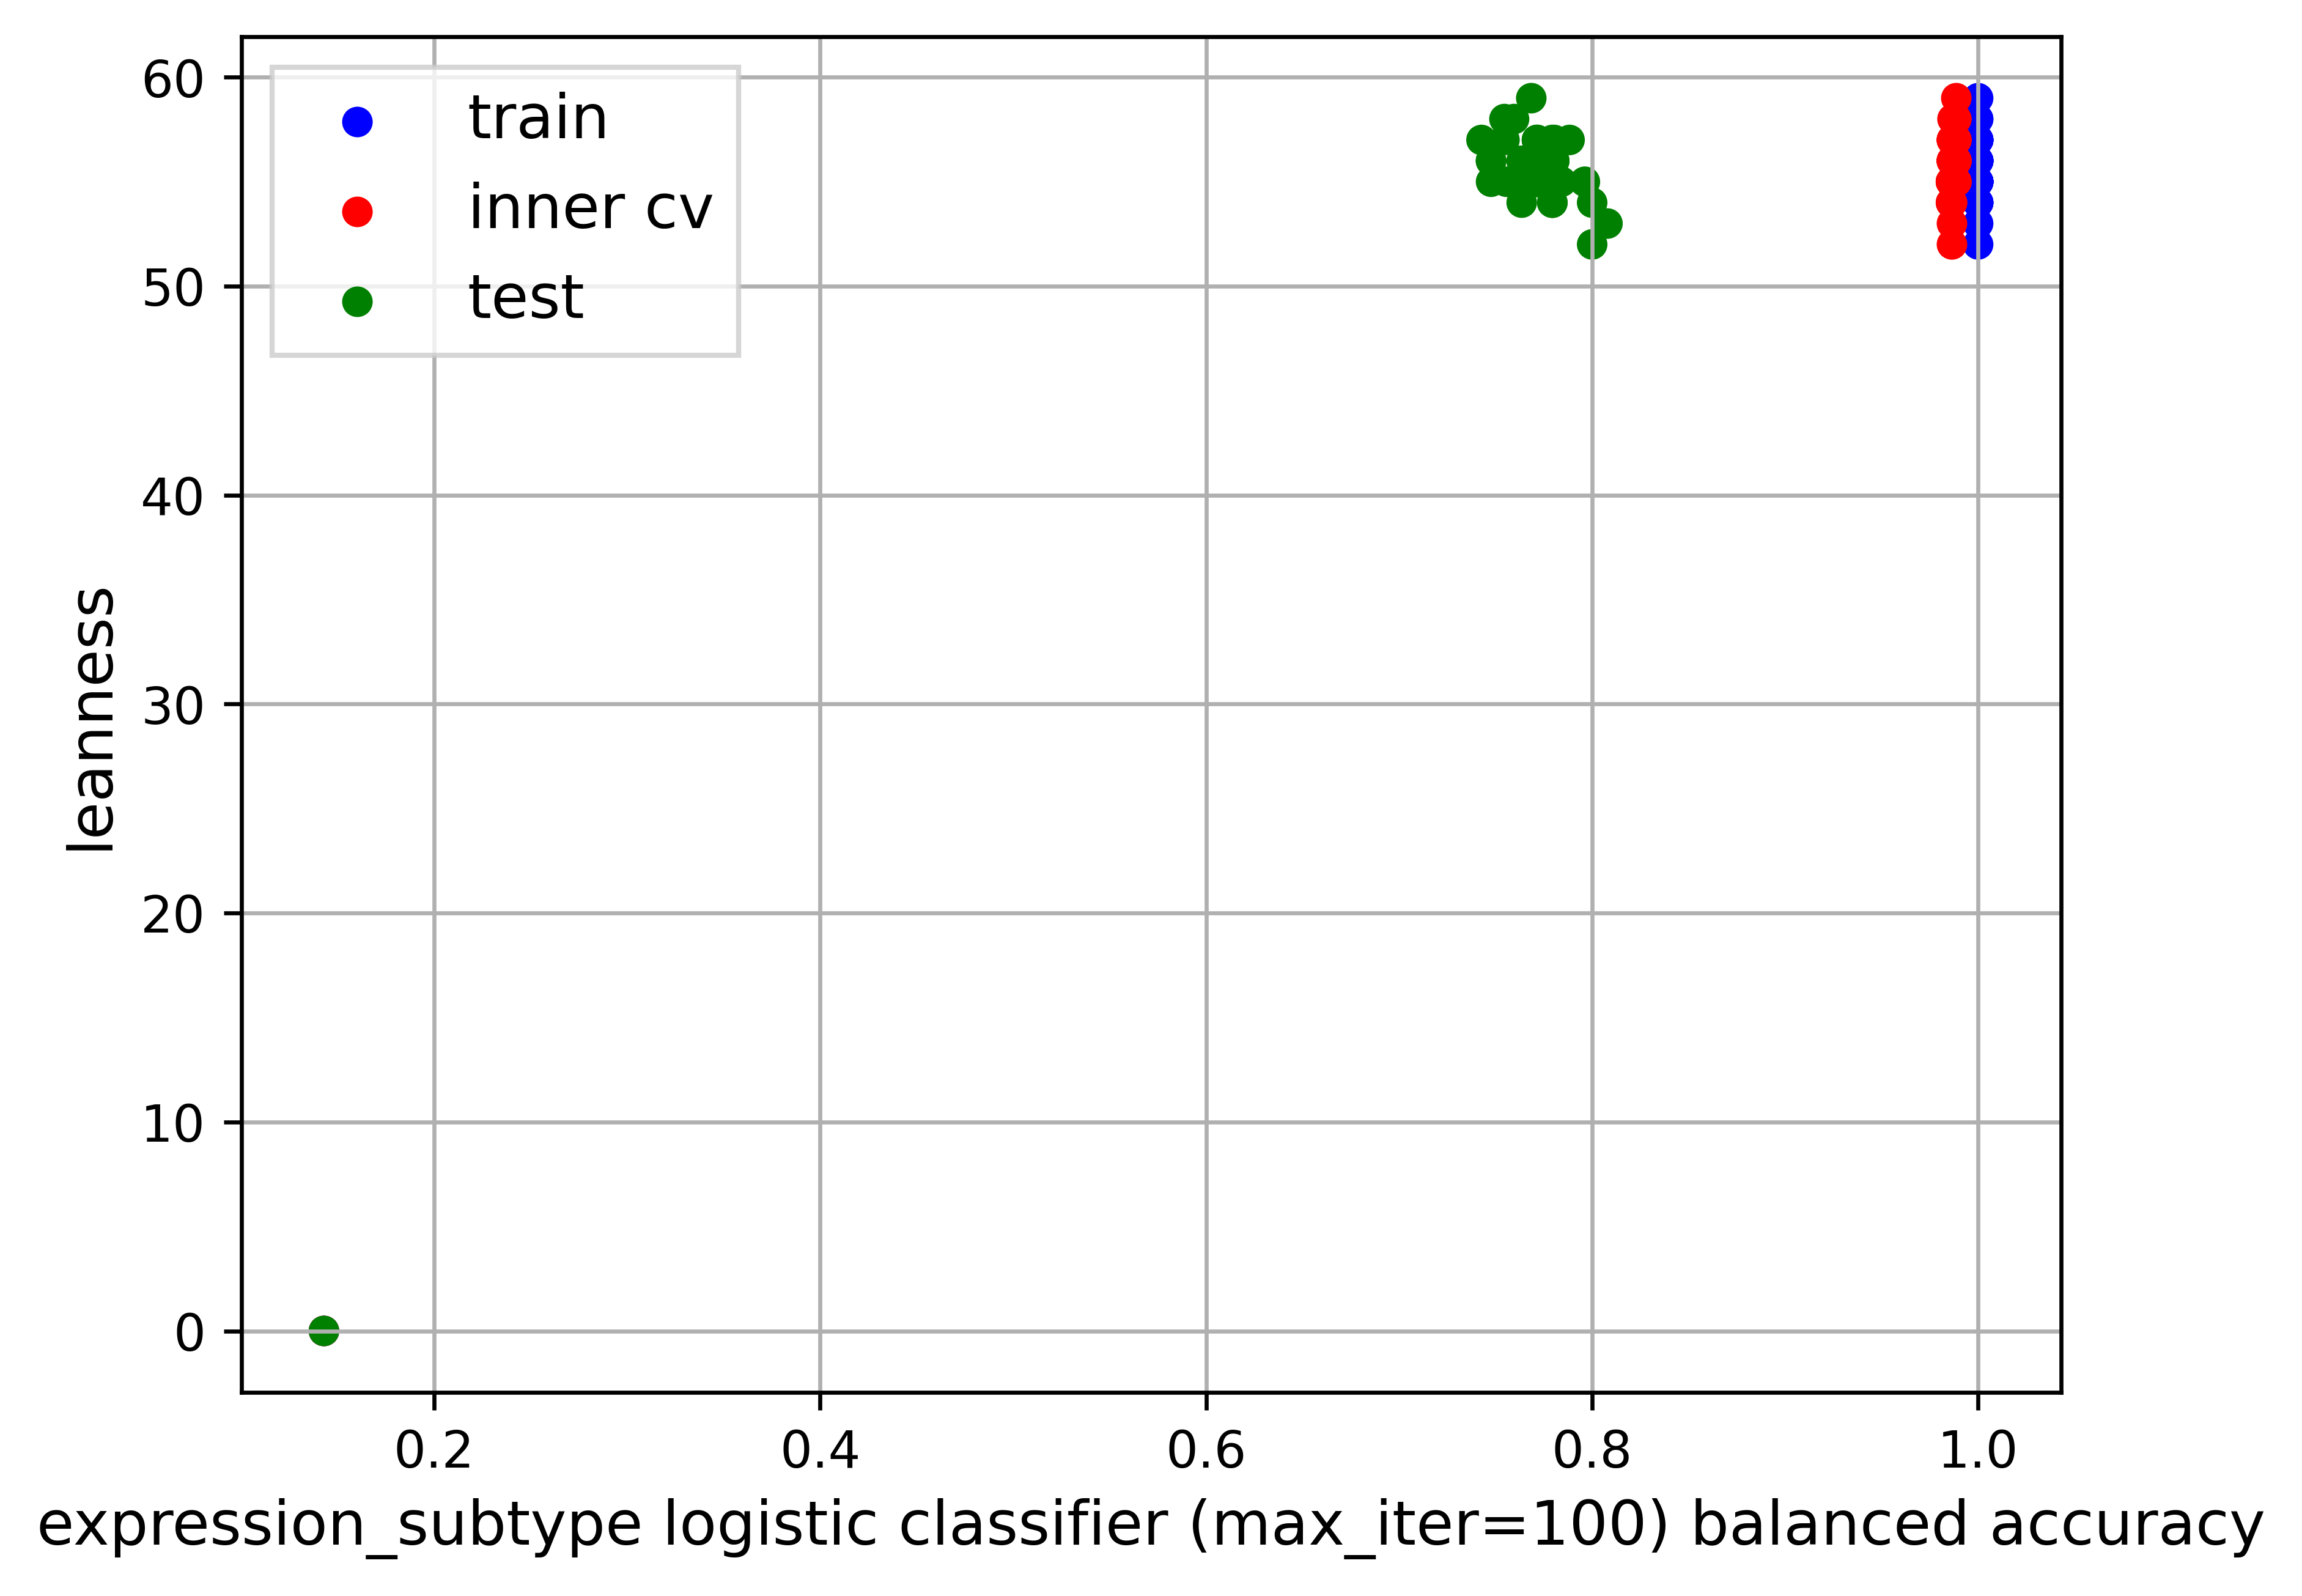 60
50
40
30
20
10
0
leanness
train
inner cv
test
0.2 0.4 0.6 0.8 1.0
expression_subtype logistic classifier (max_iter=100) balanced accuracy